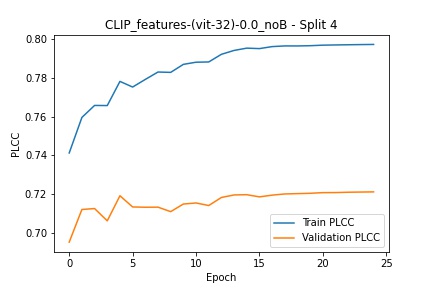 CLIP_features-(vit-32)-0.0_noB - Split 4
0.80
0.78
0.76
0.74
0.72
0.70
PLCC
Train PLCC
Validation PLCC
0
5
10
15
20
25
Epoch